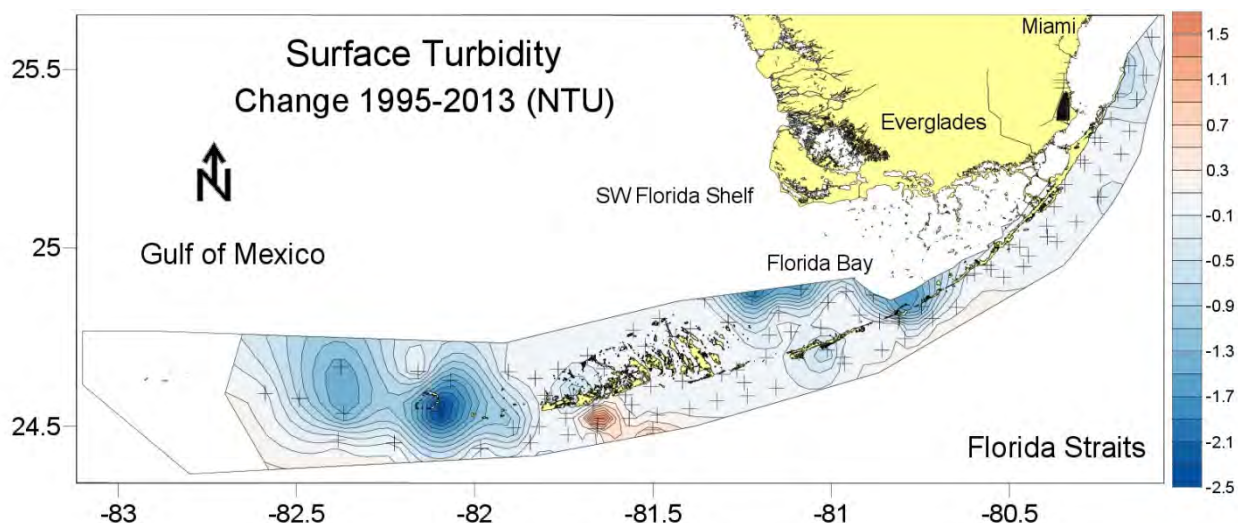 Surface Turbidity
Change 1995-2013 (NTU)
Miami
Everglades
SW Florida Shelf
N
Gulf of Mexico
Florida Bay
Florida Straits
25.5
25
24.5
-83
-82.5
-82
-81.5
-81
-80.5
1.5
1.1
0.7
0.3
-0.1
-0.5
-0.9
-1.3
-1.7
-2.1
-2.5